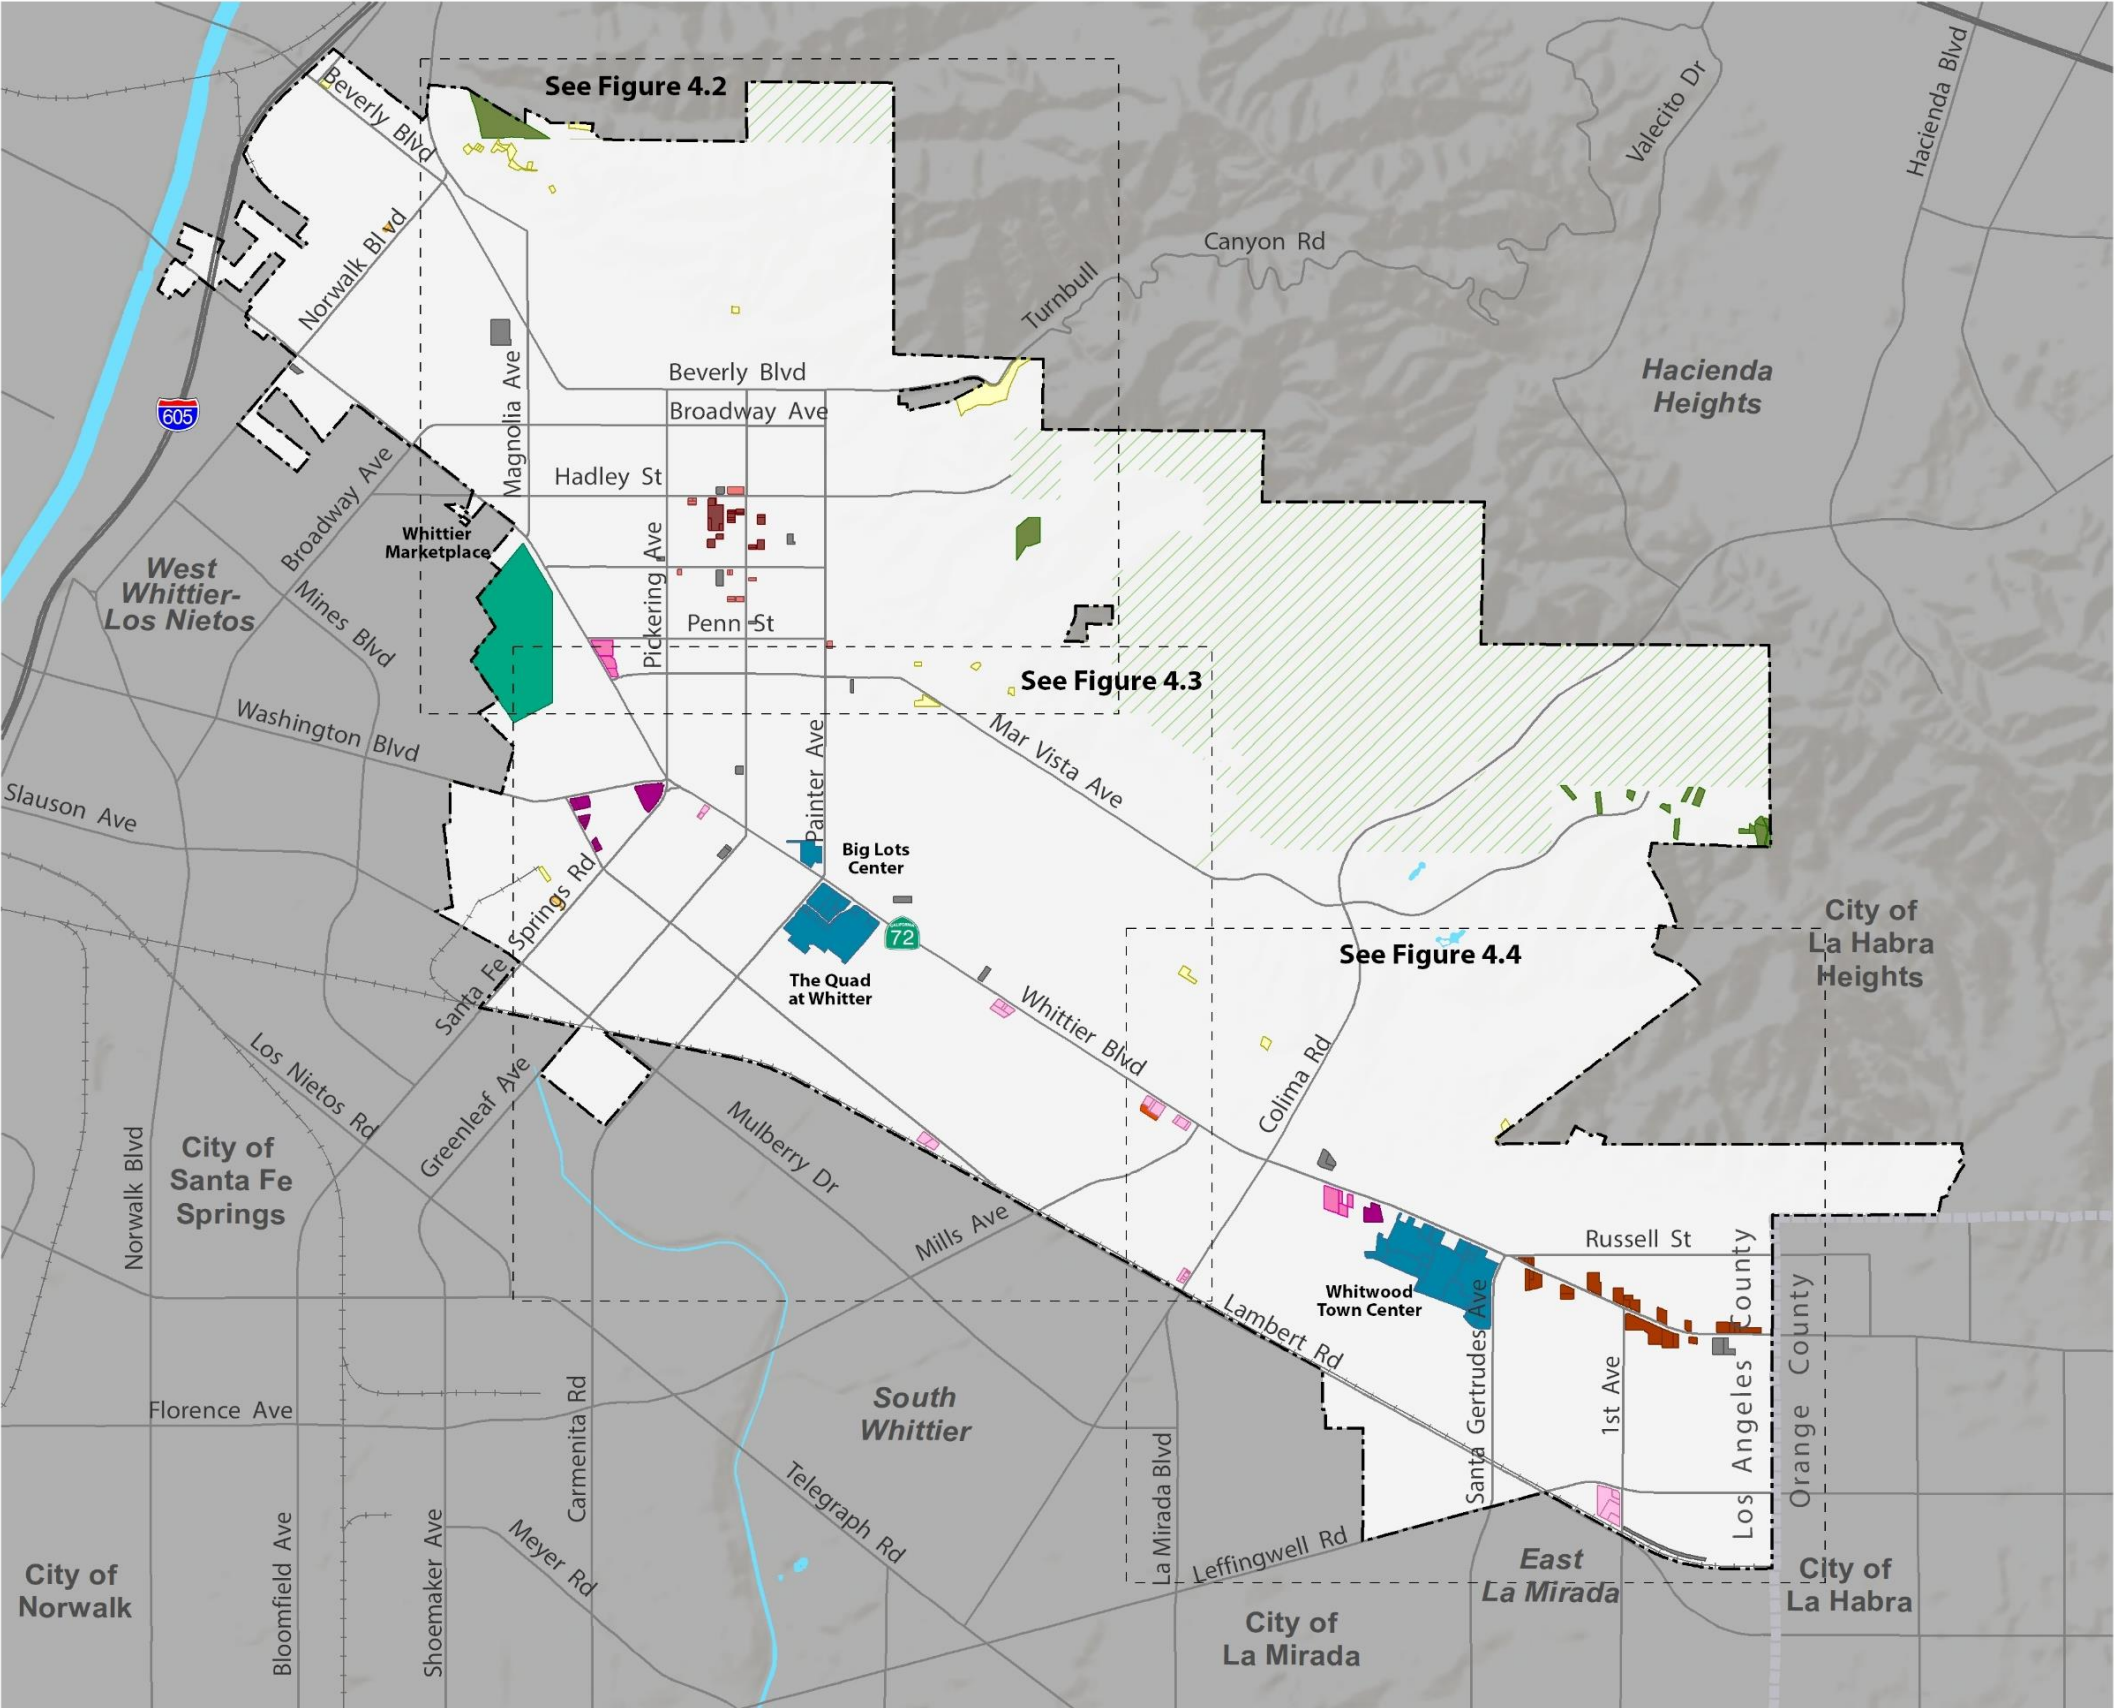 See Figure 4.2
Beverly Blvd
Valecito Dr
Hacienda Blvd
Norwalk Blvd
Canyon Rd
Turnbull
Hacienda
Heights
Beverly Blvd
Broadway Ave
605
Magnolia Ave
Hadley St
Broadway Ave
Whittier
Marketplace
Pickering Ave
West
Whittier-
Los Nietos
Mines Blvd
Penn St
See Figure 4.3
Washington Blvd
Mar Vista Ave
Painter Ave
Slauson Ave
Big Lots
Center
CALIFORNIA
72
Santa Fe Springs Rd
The Quad
at Whitter
See Figure 4.4
City of
La Habra
Heights
Whittier Blvd
Los Nietos Rd
Greenleaf Ave
Colima Rd
Mulberry Dr
City of
Santa Fe
Springs
Norwalk Blvd
Mills Ave
Russell St
Whitwood
Town Center
Lambert Rd
Santa Gertrudes Ave
1st Ave
Los Angeles County
Orange County
Florence Ave
Carmenita Rd
South
Whittier
Telegraph Rd
La Mirada Blvd
Leffingwell Rd
East
La Mirada
City of
La Habra
City of
Norwalk
Bloomfield Ave
Shoemaker Ave
Meyer Rd
City of
La Mirada